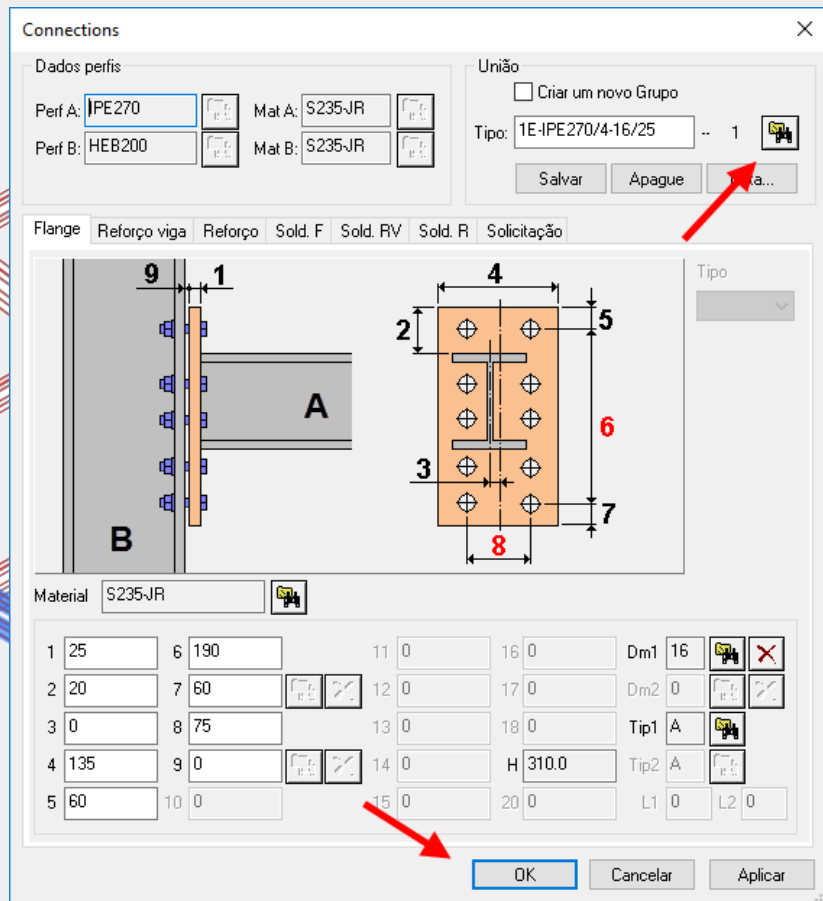 Connections
Dados perfis
Perf A: IPE270 Mat A: S235-JR
Perf B: HEB200 Mat B: S235-JR
União
Criar um novo Grupo
Tipo: 1E-IPE270/4-16/25 -- 1
Salvar Apague
Flange Reforço viga Reforço Sold. F Sold. RV Sold. R Solicitação
9 1 4
2 5
A 6
3 7
B 8
Tipo
Material S235-JR
1 25 6 190 11 0 16 0 Dm1 16
2 20 7 60 12 0 17 0 Dm2 0
3 0 8 75 13 0 18 0 Tip1 A
4 135 9 0 14 0 H 310.0 Tip2 A
5 60 10 0 15 0 20 0 L1 0 L2 0
OK Cancelar Aplicar